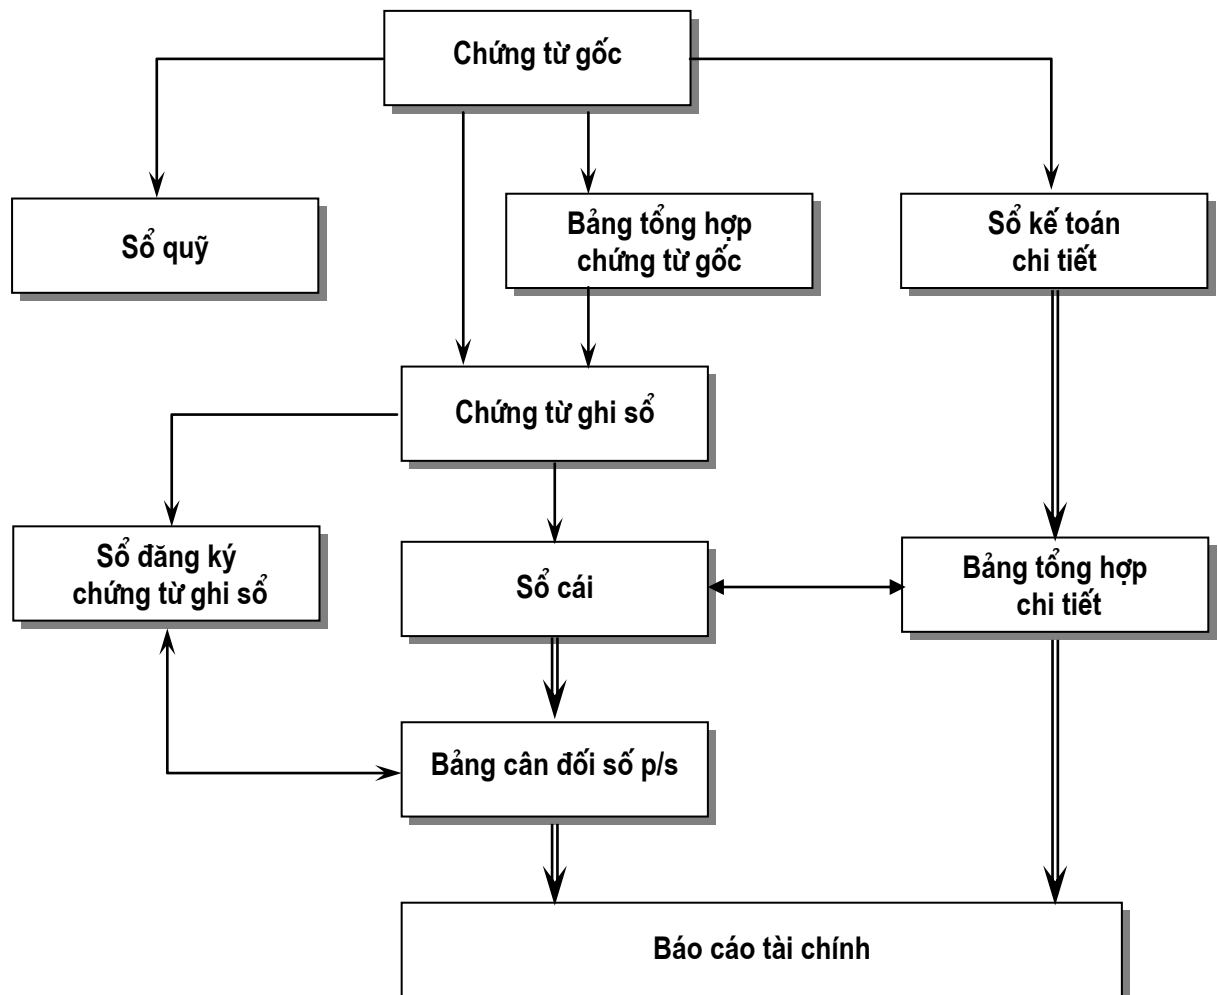 Chứng từ gốc
Sổ quỹ
Bảng tổng hợp
chứng từ gốc
Sổ kế toán
chi tiết
Chứng từ ghi sổ
Sổ đăng ký
chứng từ ghi sổ
Sổ cái
Bảng tổng hợp
chi tiết
Bảng cân đối số p/s
Báo cáo tài chính